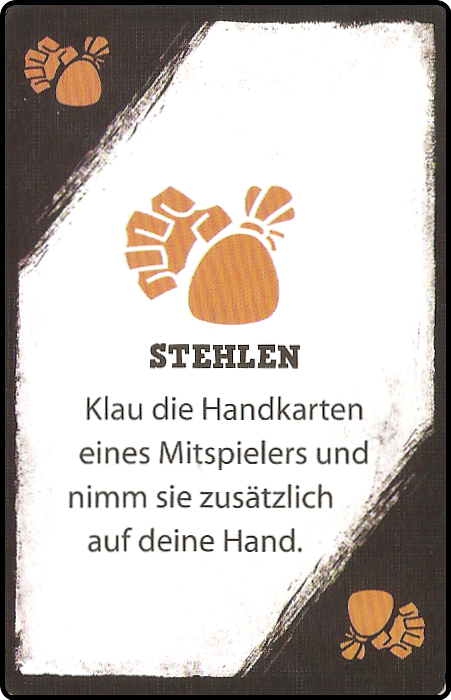 STEHLEN
Klau die Handkarten
eines Mitspielers und
nimm sie zusätzlich
auf deine Hand.